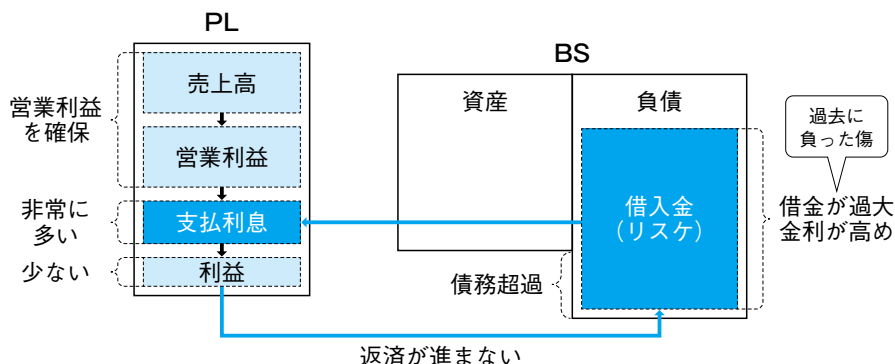 PL
売上高
営業利益
を確保
営業利益
非常に
多い
支払利息
少ない
利益
BS
資産
負債
借入金
（リスケ）
過去に
負った傷
借金が過大
金利が高め
債務超過
返済が進まない